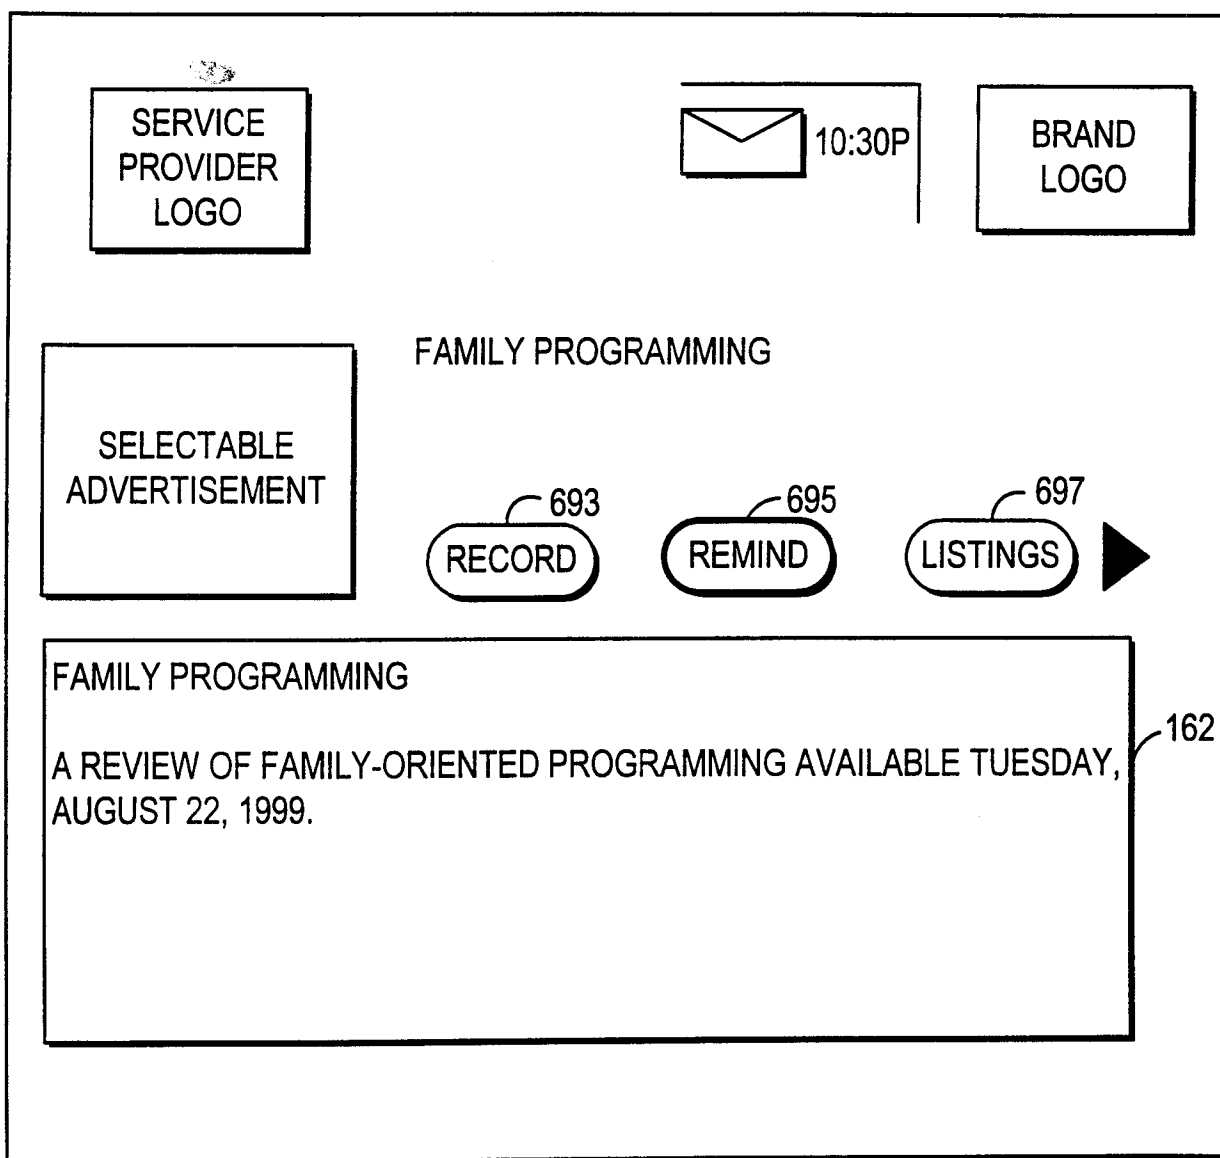 SERVICE
PROVIDER
LOGO
10:30P
BRAND
LOGO
FAMILY PROGRAMMING
SELECTABLE
ADVERTISEMENT
693
695
697
RECORD
REMIND
LISTINGS
FAMILY PROGRAMMING
A REVIEW OF FAMILY-ORIENTED PROGRAMMING AVAILABLE TUESDAY,
AUGUST 22, 1999.
162